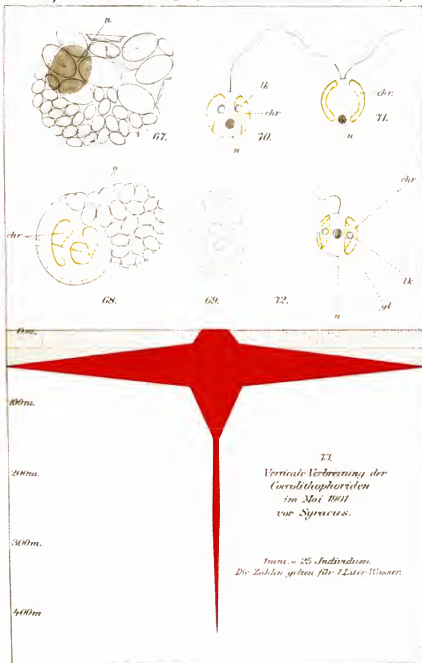 n
67.
lk
chr
70.
n
chr.
71.
n
n
chr
68.
69.
72.
chr
lk
gl
n
0m.
100m.
200m.
300m.
400m
73.
Verticale Verbreitung der
Coccolithophoriden
im Mai 1901
vor Syracus.
1mm. = 25 Individuen.
Die Zahlen gelten für 1 Liter Wasser.